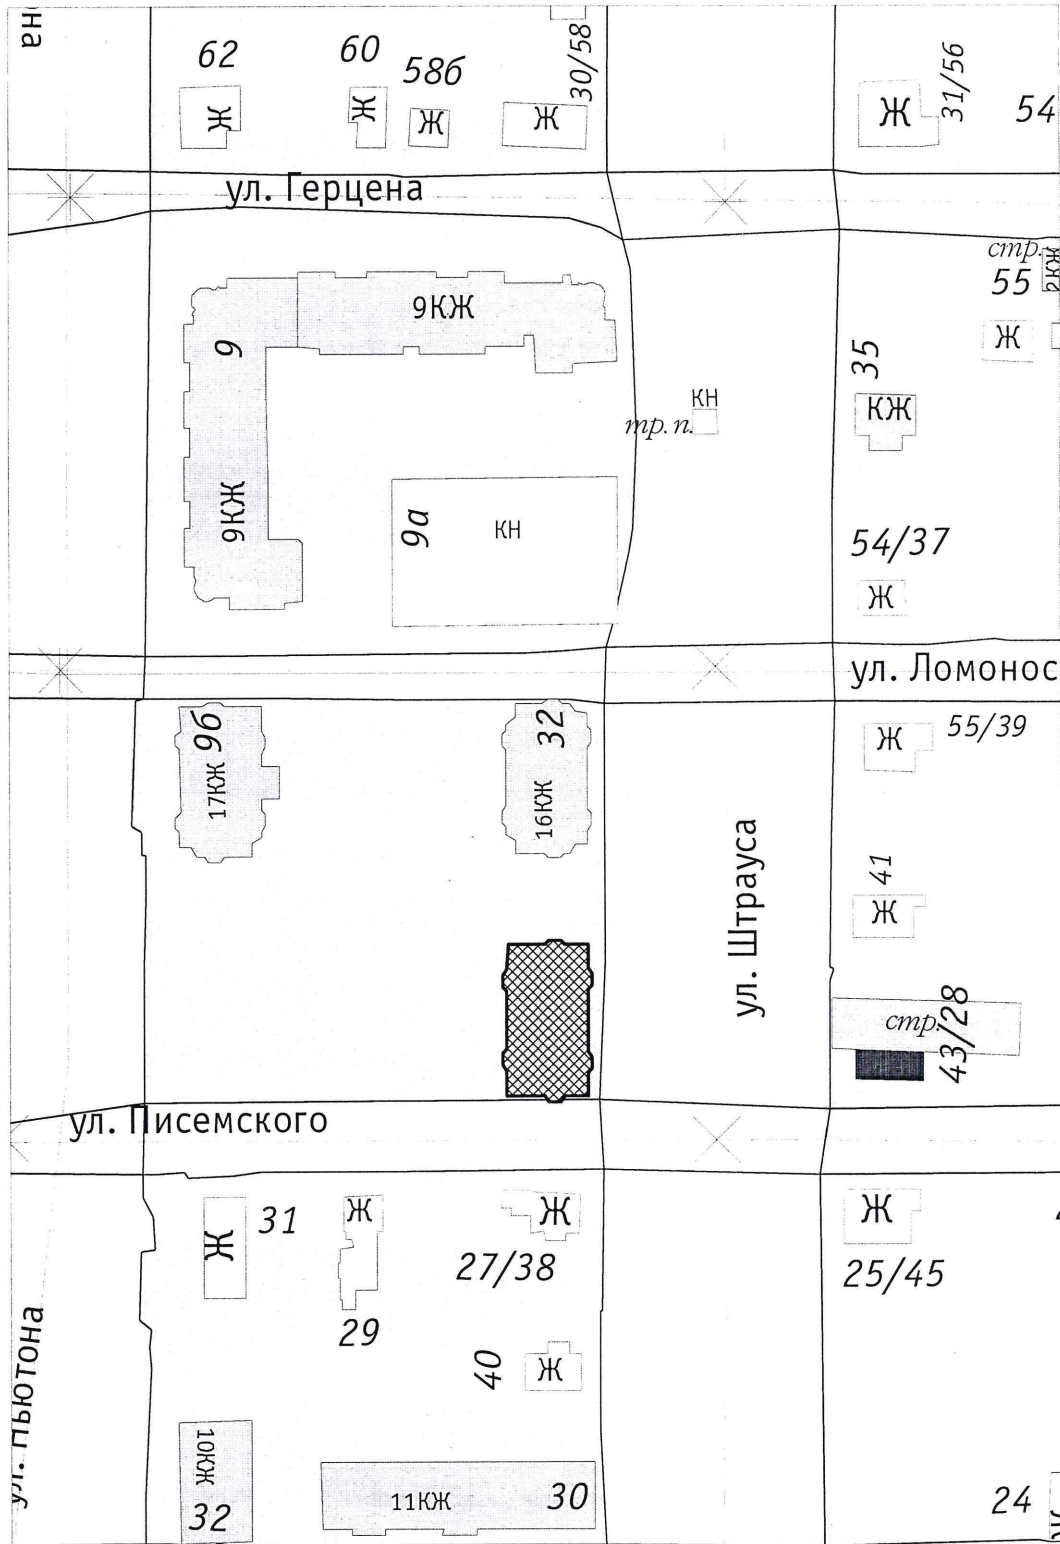 на
62
60
58б
30/58
31/56
54
Ж
Ж
Ж
Ж
Ж
ул. Герцена
стр.
55
2КЖ
Ж
9КЖ
9
9КЖ
35
КЖ
КН
тр. п.
9а
КН
54/37
Ж
ул. Ломонос
9б
17КЖ
32
16КЖ
55/39
Ж
ул. Штрауса
41
Ж
стр.
43/28
ул. Писемского
31
Ж
Ж
29
Ж
27/38
Ж
25/45
40
Ж
ул. Ньютона
10КЖ
32
11КЖ
30
24
Ж